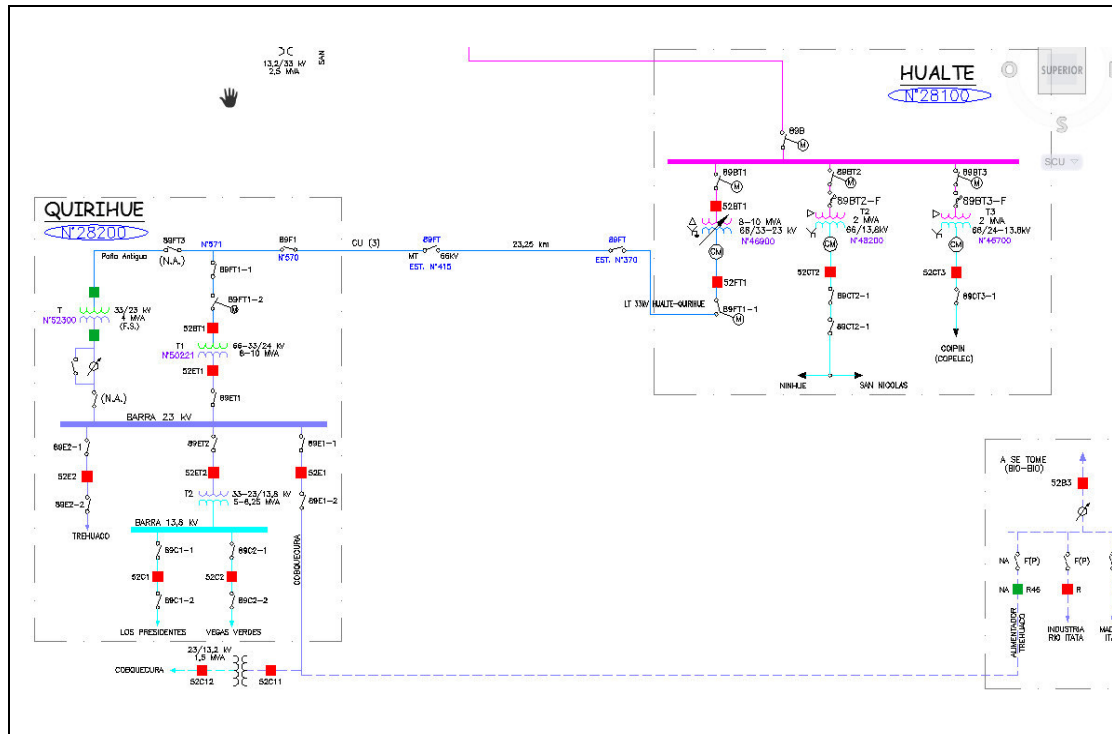 13,2/33 kV
2,5 MVA
SAN
HUALTE
N°28100
SUPERIOR
S
SCU
89B
89BT1
M
89BT2
M
89BT3
M
52BT1
8-10 MVA
66/33-23 kV
N°46900
89BT2-F
T2
2 MVA
66/13,6kV
N°48200
89BT3-F
T3
2 MVA
66/24-13.8kV
N°46700
CM
CM
CM
52FT1
52CT2
52CT3
89FT1-1
M
89CT2-1
89CT3-1
89CT2-1
COIPIN
(COPELEC)
NINHUE
SAN NICOLAS
LT 33kV HUALTE-QUIRIHUE
QUIRIHUE
N°28200
89FT3
(N.A.)
Paño Antiguo
N°571
89F1
N°570
CU (3)
89FT
MT
66kV
EST. N°415
23,25 km
89FT
EST. N°370
89FT1-1
89FT1-2
M
T
N°52300
33/23 kV
4 MVA
(F.S.)
52BT1
T1
N°50221
66-33/24 kV
8-10 MVA
52ET1
(N.A.)
89ET1
BARRA 23 kV
89E2-1
89ET2
89E1-1
52E2
52ET2
52E1
89E2-2
T2
33-23/13,8 kV
5-6,25 MVA
89E1-2
TREHUACO
BARRA 13,8 kV
COBQUECURA
89C1-1
89C2-1
52C1
52C2
89C1-2
89C2-2
LOS PRESIDENTES
VEGAS VERDES
23/13,2 kV
1,5 MVA
COBQUECURA
52C12
52C11
A SE TOME
(BIO-BIO)
52B3
NA
F(P)
F(P)
NA
R46
R
ALIMENTADOR
TREHUACO
INDUSTRIA
RIO ITATA
MAD
ITA